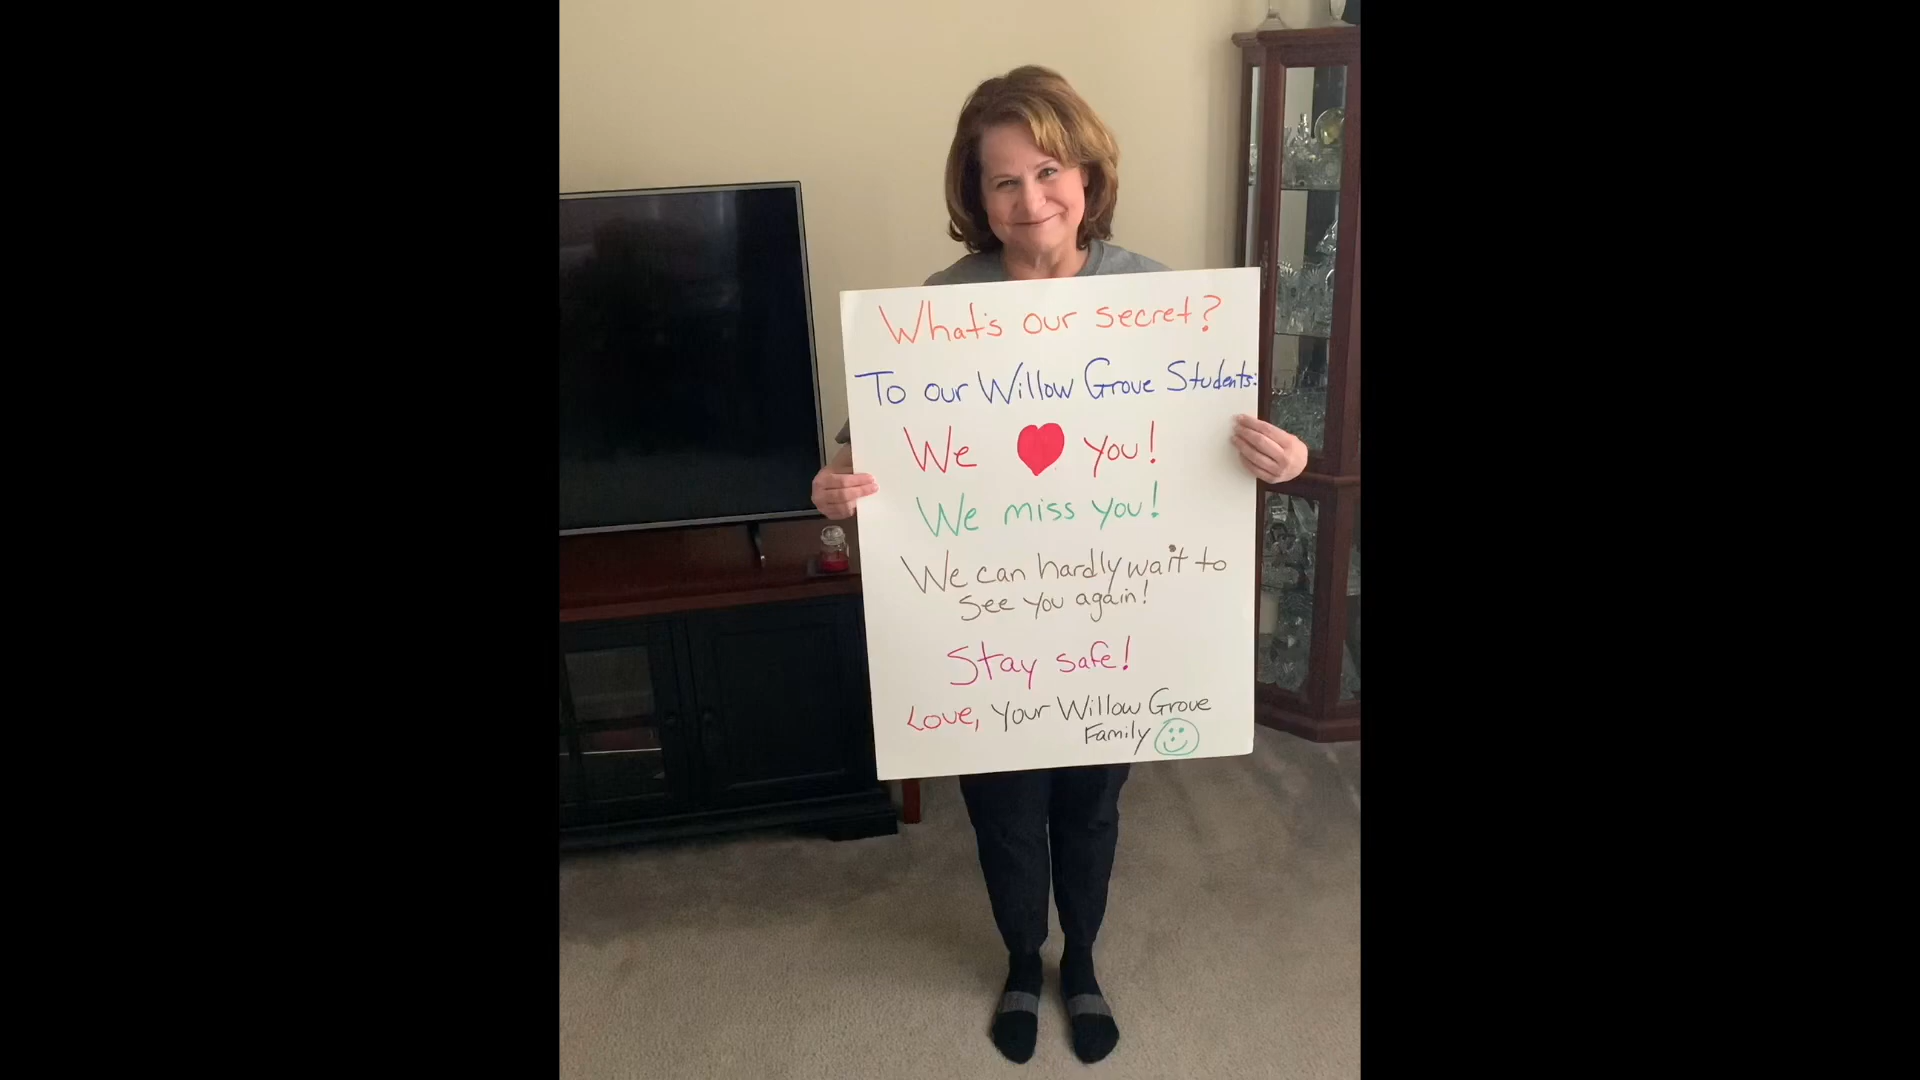 What's our secret?
To our Willow Grove Students:
We ❤ you!
We miss you!
We can hardly wait to
see you again!
Stay safe!
Love, Your Willow Grove
Family ☺